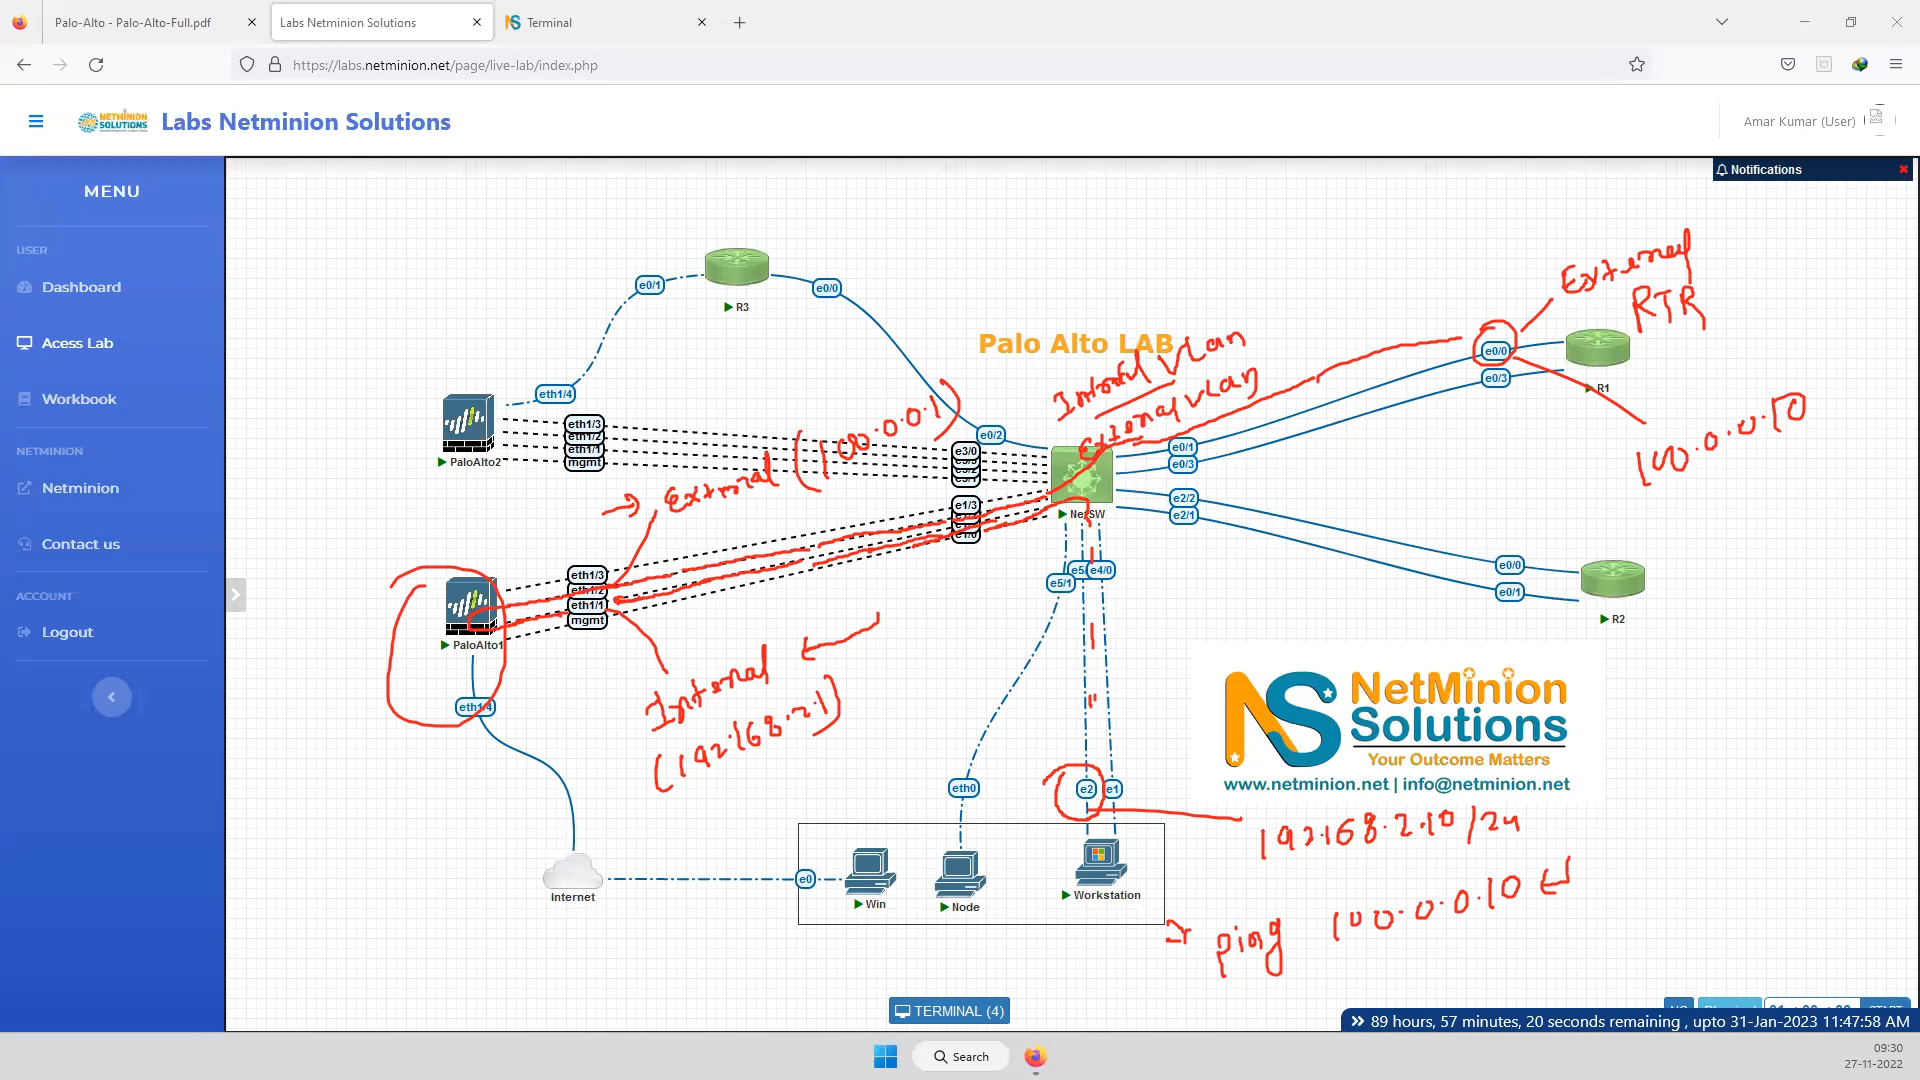 Palo-Alto - Palo-Alto-Full.pdf
Labs Netminion Solutions
Terminal
https://labs.netminion.net/page/live-lab/index.php
NETMINION
SOLUTIONS
Labs Netminion Solutions
Amar Kumar (User)
MENU
USER
Dashboard
Acess Lab
Workbook
NETMINION
Netminion
Contact us
ACCOUNT
Logout
Notifications
External
RTR
e0/1
R3
e0/0
Palo Alto LAB
Internal Vlan
External Vlan
e0/0
e0/3
R1
eth1/4
100.0.0.10
eth1/3
eth1/2
eth1/1
mgmt
PaloAlto2
External (100.0.0.1)
e0/2
e3/0
e0/1
e0/3
e2/2
e2/1
NetSW
e1/3
e1/0
eth1/3
eth1/2
eth1/1
mgmt
PaloAlto1
eth1/4
Internal
(192.168.2.1)
e5/1
e4/0
e0/0
e0/1
R2
NS NetMinion
Solutions
Your Outcome Matters
www.netminion.net | info@netminion.net
eth0
e2
e1
192.168.2.10/24
Internet
e0
Win
Node
Workstation
ping 100.0.0.10
TERMINAL (4)
START
89 hours, 57 minutes, 20 seconds remaining , upto 31-Jan-2023 11:47:58 AM
Search
09:30
27-11-2022